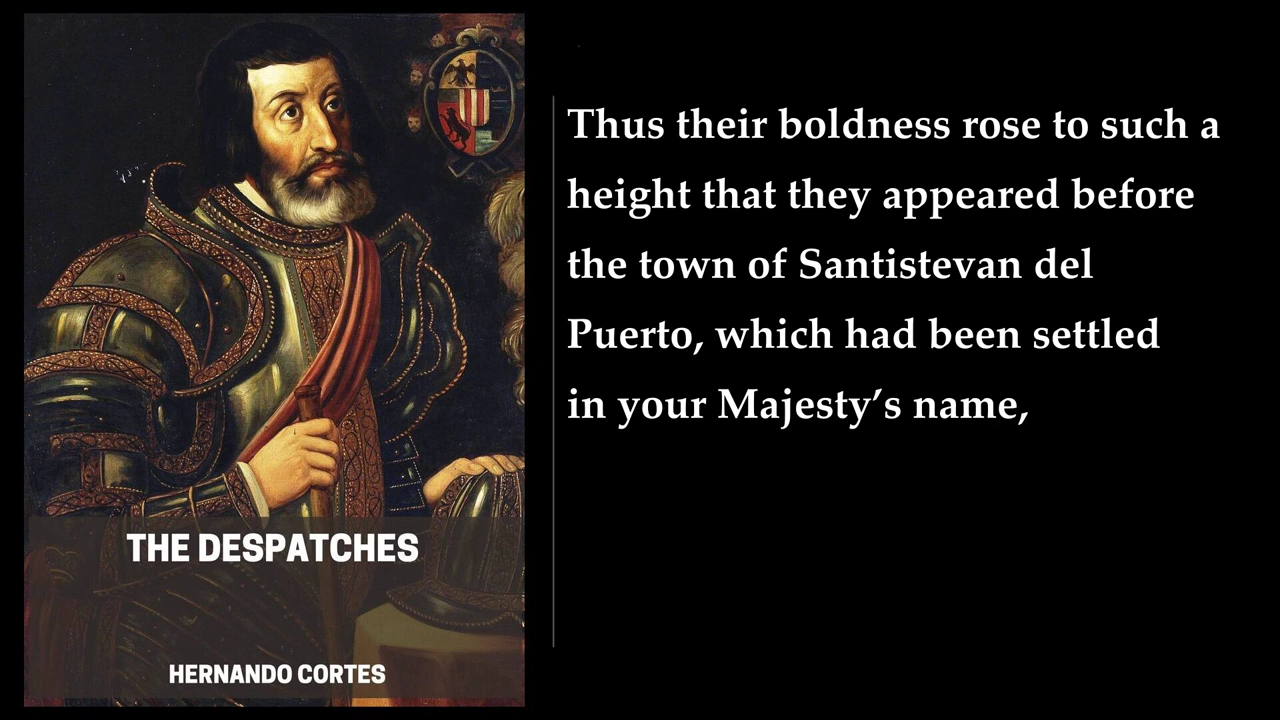 THE DESPATCHES
HERNANDO CORTES
Thus their boldness rose to such a
height that they appeared before
the town of Santistevan del
Puerto, which had been settled
in your Majesty’s name,